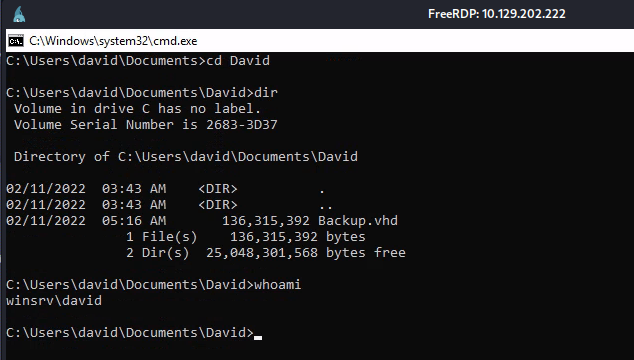 FreeRDP: 10.129.202.222
C:\Windows\system32\cmd.exe
C:\Users\david\Documents>cd David
C:\Users\david\Documents\David>dir
Volume in drive C has no label.
Volume Serial Number is 2683-3D37
Directory of C:\Users\david\Documents\David
02/11/2022  03:43 AM    <DIR>          .
02/11/2022  03:43 AM    <DIR>          ..
02/11/2022  05:16 AM       136,315,392 Backup.vhd
1 File(s)    136,315,392 bytes
2 Dir(s)  25,048,301,568 bytes free
C:\Users\david\Documents\David>whoami
winsrv\david
C:\Users\david\Documents\David>